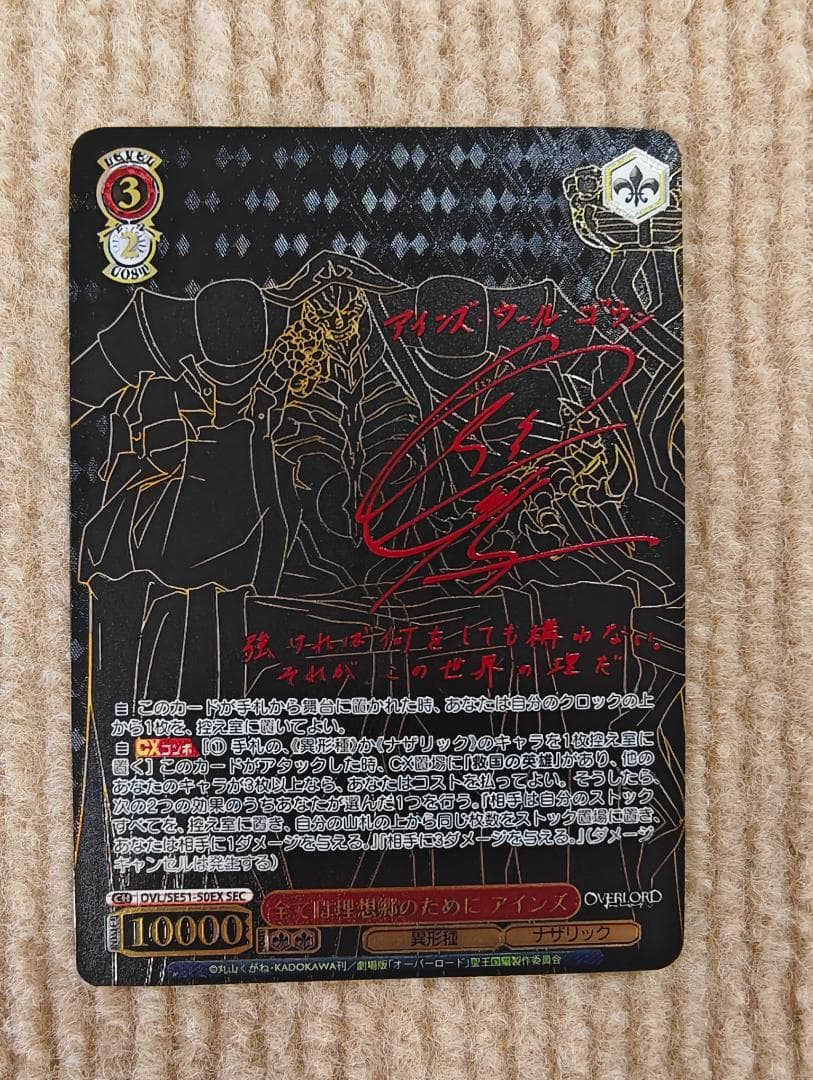 LEVEL
3
2
COST
アインズ・ウール ゴウン
強ければ何をしても構わない。
それが、この世界の理だ
自 このカードが手札から舞台に置かれた時、あなたは自分のクロックの上
から1枚を、控え室に置いてよい。
自 CXコンボ ［⑴ 手札の、《異形種》か《ナザリック》のキャラを1枚控え室に
置く］ このカードがアタックした時、CX置場に「救国の英雄」があり、他の
あなたのキャラが3枚以上なら、あなたはコストを払ってよい。そうしたら、
次の2つの効果のうちあなたが選んだ1つを行う。『相手は自分のストック
すべてを、控え室に置き、自分の山札の上から同じ枚数をストック置場に置き、
あなたは相手に1ダメージを与える。』『相手に3ダメージを与える。』（ダメージ
キャンセルは発生する）
CH OVL/SE51-50EX SEC
全ては理想郷のために アインズ
OVERLORD
POWER 10000
SOUL
異形種
ナザリック
©丸山くがね・KADOKAWA刊／劇場版「オーバーロード」聖王国編製作委員会